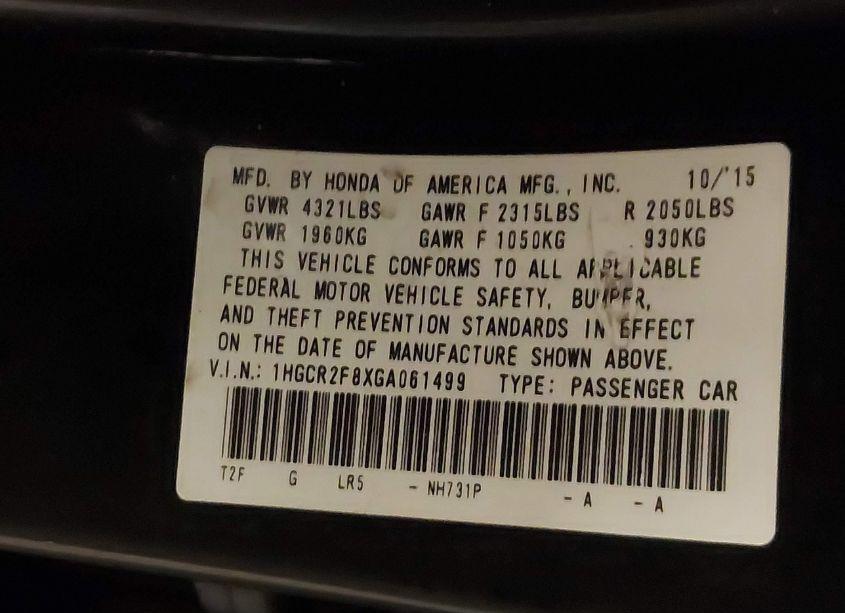 MFD. BY HONDA OF AMERICA MFG., INC. 10/'15
GVWR 4321LBS GAWR F 2315LBS R 2050LBS
GVWR 1960KG GAWR F 1050KG 930KG
THIS VEHICLE CONFORMS TO ALL APPLICABLE
FEDERAL MOTOR VEHICLE SAFETY, BUMPER,
AND THEFT PREVENTION STANDARDS IN EFFECT
ON THE DATE OF MANUFACTURE SHOWN ABOVE.
V.I.N.: 1HGCR2F8XGA061499 TYPE: PASSENGER CAR
T2F G LR5 - NH731P - A - A